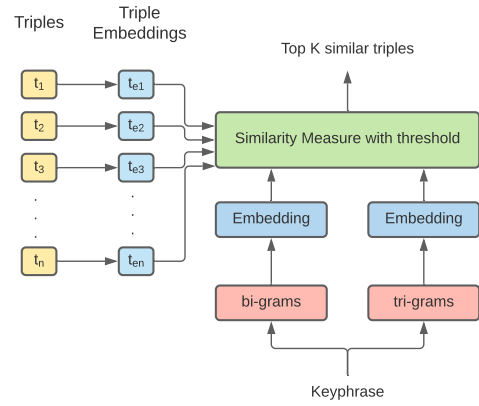 Triples
Triple
Embeddings
Top K similar triples
t1
te1
t2
te2
Similarity Measure with threshold
t3
te3
.
.
.
.
.
.
Embedding
Embedding
tn
ten
bi-grams
tri-grams
Keyphrase